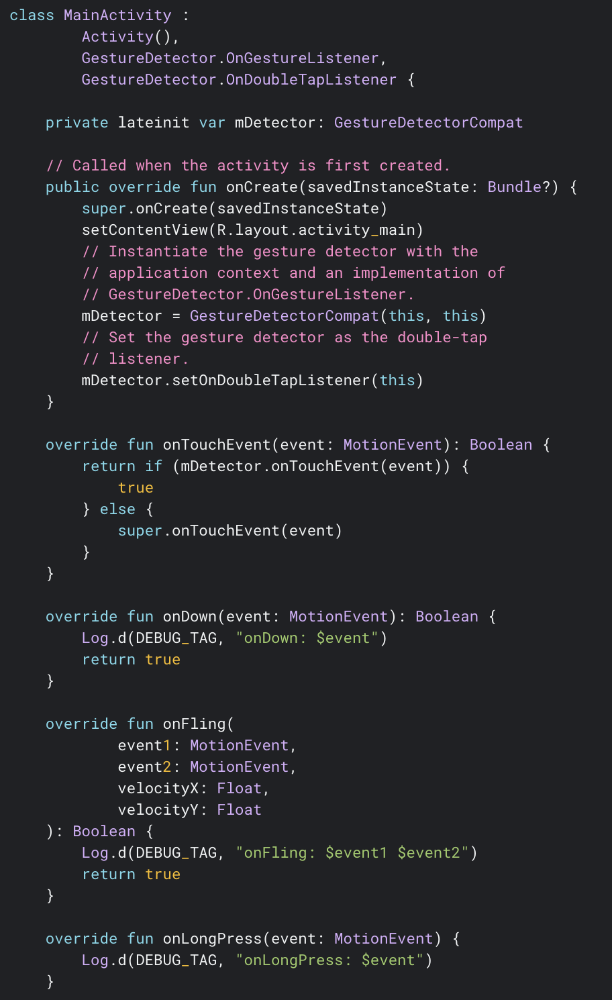 class MainActivity :
        Activity(),
        GestureDetector.OnGestureListener,
        GestureDetector.OnDoubleTapListener {

    private lateinit var mDetector: GestureDetectorCompat

    // Called when the activity is first created.
    public override fun onCreate(savedInstanceState: Bundle?) {
        super.onCreate(savedInstanceState)
        setContentView(R.layout.activity_main)
        // Instantiate the gesture detector with the
        // application context and an implementation of
        // GestureDetector.OnGestureListener.
        mDetector = GestureDetectorCompat(this, this)
        // Set the gesture detector as the double-tap
        // listener.
        mDetector.setOnDoubleTapListener(this)
    }

    override fun onTouchEvent(event: MotionEvent): Boolean {
        return if (mDetector.onTouchEvent(event)) {
            true
        } else {
            super.onTouchEvent(event)
        }
    }

    override fun onDown(event: MotionEvent): Boolean {
        Log.d(DEBUG_TAG, "onDown: $event")
        return true
    }

    override fun onFling(
            event1: MotionEvent,
            event2: MotionEvent,
            velocityX: Float,
            velocityY: Float
    ): Boolean {
        Log.d(DEBUG_TAG, "onFling: $event1 $event2")
        return true
    }

    override fun onLongPress(event: MotionEvent) {
        Log.d(DEBUG_TAG, "onLongPress: $event")
    }